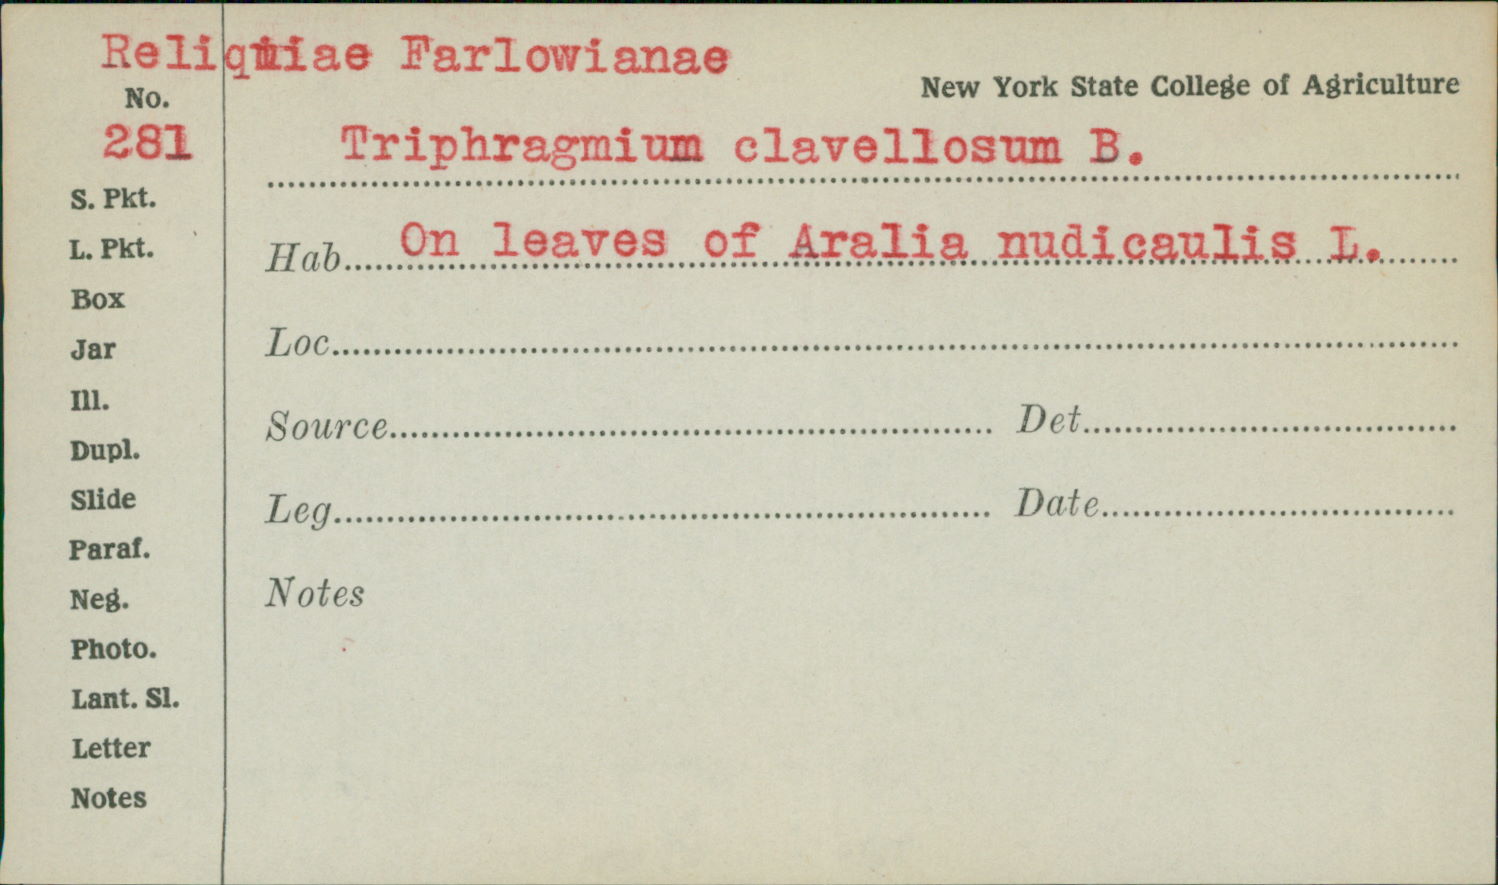 Reliquiae Farlowianae
New York State College of Agriculture
No.
281
Triphragmium clavellosum B.
S. Pkt.
L. Pkt.
Box
Jar
Ill.
Dupl.
Slide
Paraf.
Neg.
Photo.
Lant. Sl.
Letter
Notes
Hab. On leaves of Aralia nudicaulis L.
Loc.
Source
Det.
Leg.
Date
Notes